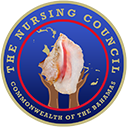 THE NURSING COUNCIL
COMMONWEALTH OF THE BAHAMAS